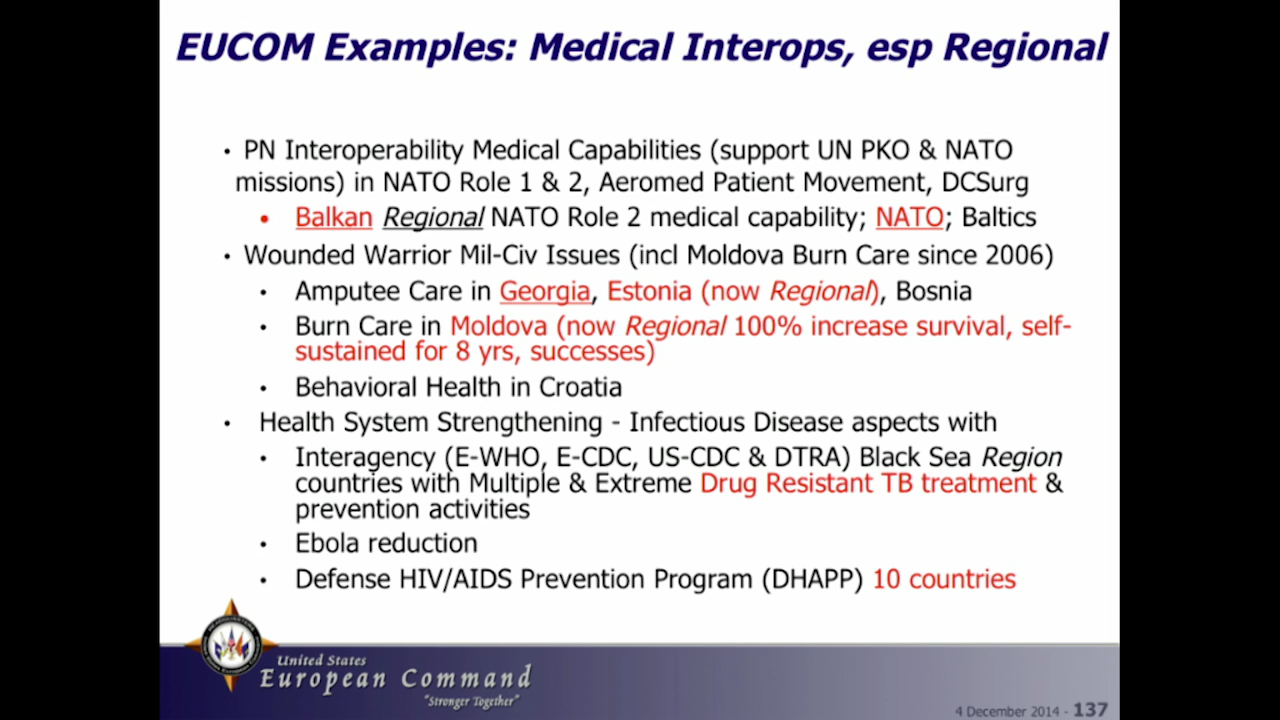 EUCOM Examples: Medical Interops, esp Regional
• PN Interoperability Medical Capabilities (support UN PKO & NATO
missions) in NATO Role 1 & 2, Aeromed Patient Movement, DCSurg
• Balkan Regional NATO Role 2 medical capability; NATO; Baltics
• Wounded Warrior Mil-Civ Issues (incl Moldova Burn Care since 2006)
• Amputee Care in Georgia, Estonia (now Regional), Bosnia
• Burn Care in Moldova (now Regional 100% increase survival, self-
sustained for 8 yrs, successes)
• Behavioral Health in Croatia
• Health System Strengthening - Infectious Disease aspects with
• Interagency (E-WHO, E-CDC, US-CDC & DTRA) Black Sea Region
countries with Multiple & Extreme Drug Resistant TB treatment &
prevention activities
• Ebola reduction
• Defense HIV/AIDS Prevention Program (DHAPP) 10 countries
United States
European Command
"Stronger Together"
4 December 2014 - 137